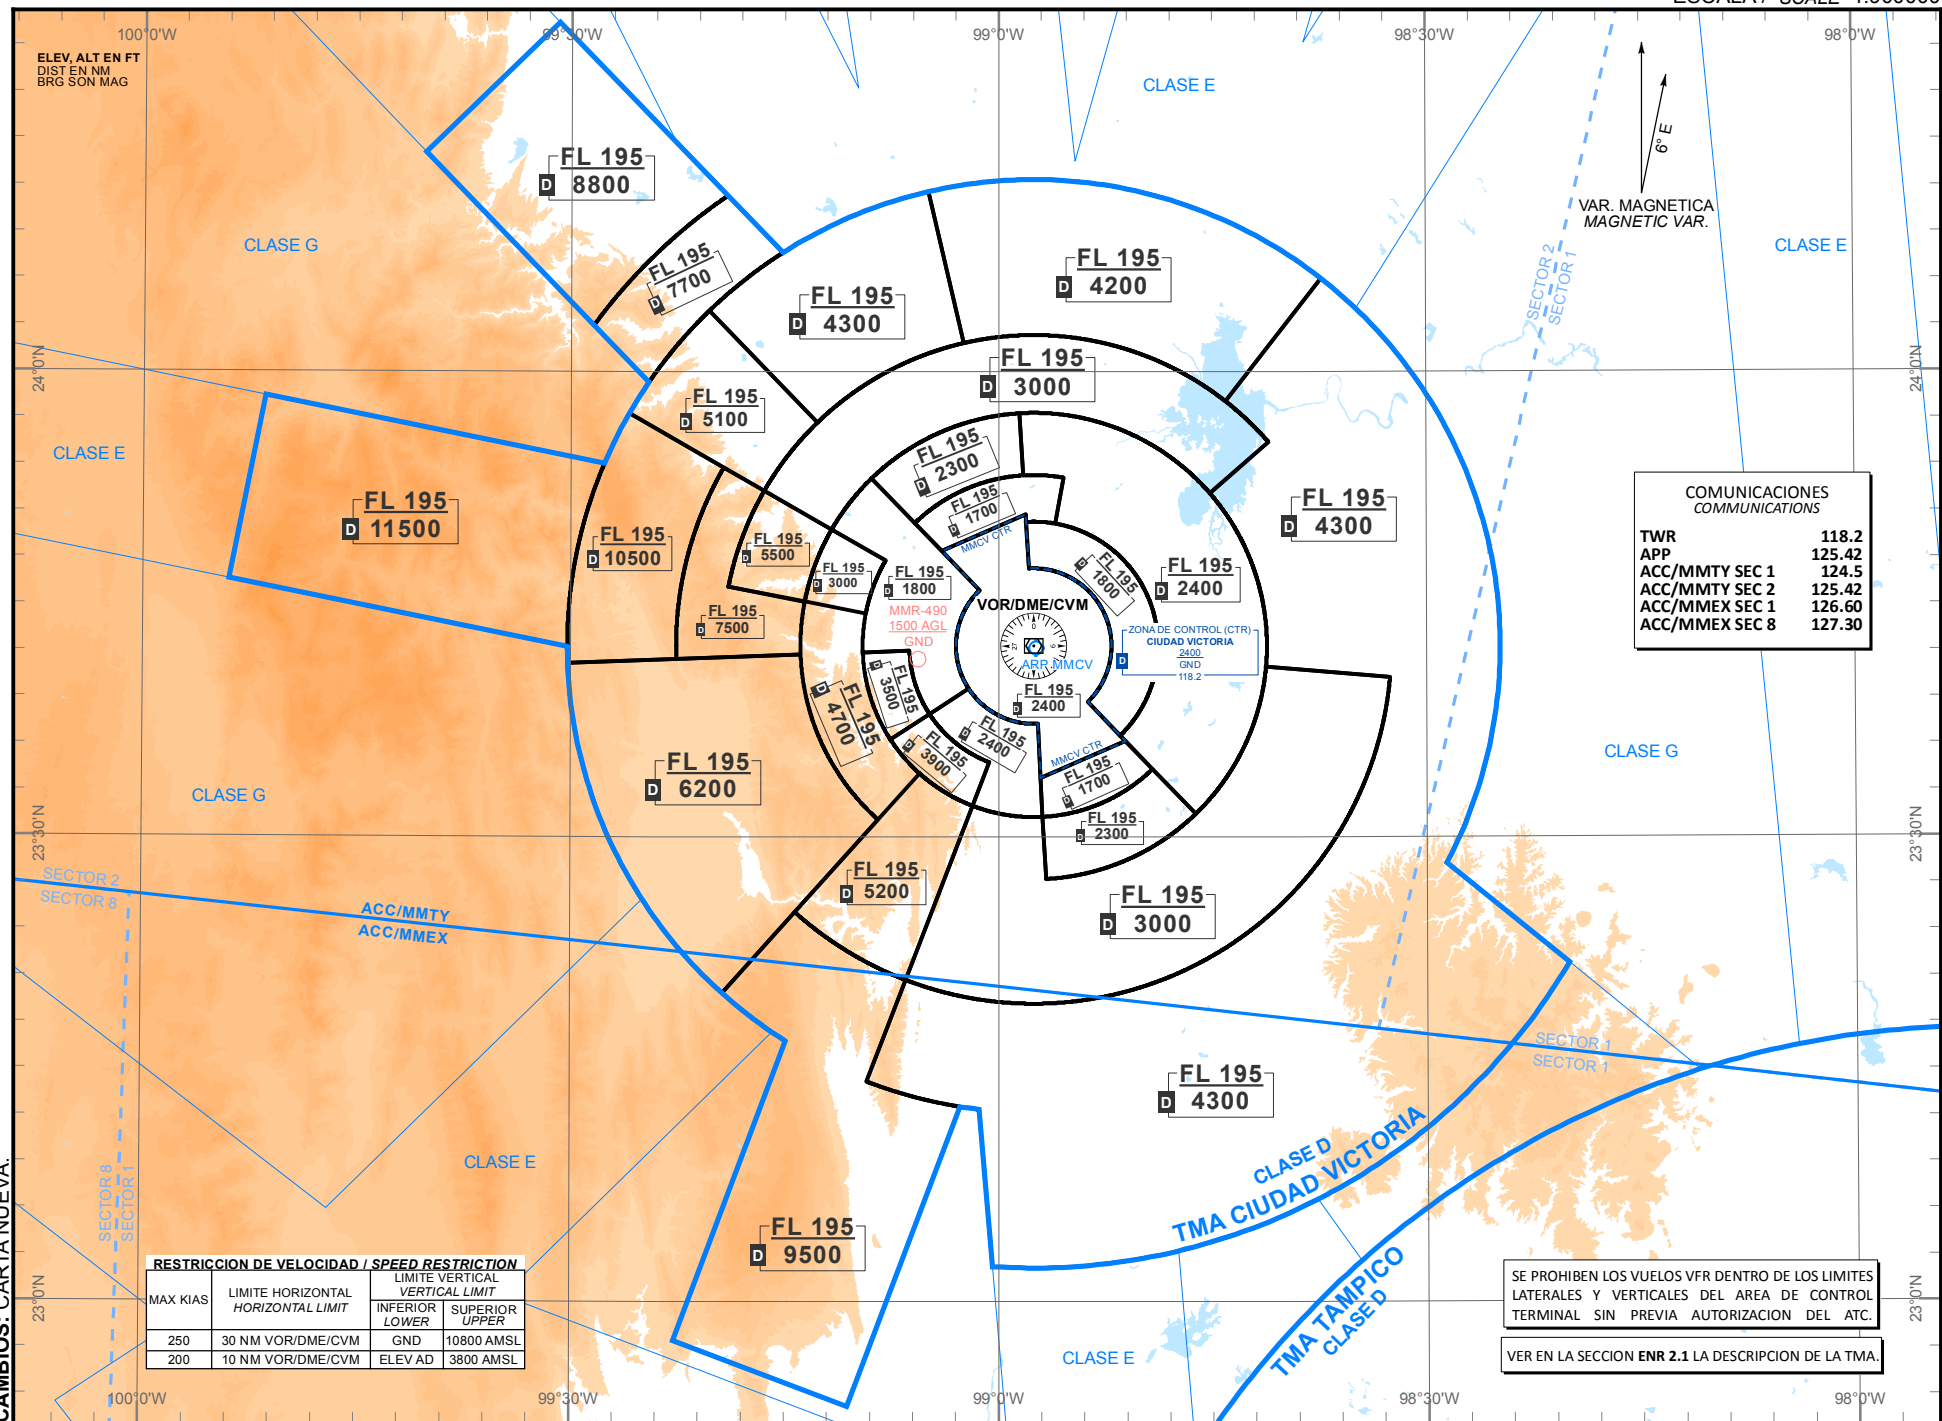 ESCALA / SCALE
100°0'W
99°30'W
99°0'W
98°30'W
98°0'W
ELEV, ALT EN FT
DIST EN NM
BRG SON MAG
CLASE E
6° E
VAR. MAGNETICA
MAGNETIC VAR.
FL 195
D 8800
CLASE G
CLASE E
SECTOR 2
SECTOR 1
FL 195
D 7700
FL 195
D 4300
FL 195
D 4200
24°0'N
24°0'N
FL 195
D 3000
FL 195
D 5100
CLASE E
FL 195
D 2300
FL 195
D 11500
FL 195
D 1700
FL 195
D 4300
COMUNICACIONES
COMMUNICATIONS
TWR 118.2
APP 125.42
ACC/MMTY SEC 1 124.5
ACC/MMTY SEC 2 125.42
ACC/MMEX SEC 1 126.60
ACC/MMEX SEC 8 127.30
FL 195
D 10500
FL 195
D 5500
MMCV CTR
FL 195
D 3000
FL 195
D 1800
FL 195
D 1800
FL 195
D 2400
MMR-490
1500 AGL
GND
VOR/DME/CVM
FL 195
D 7500
ZONA DE CONTROL (CTR)
CIUDAD VICTORIA
2400
D GND
118.2
ARP MMCV
FL 195
D 3500
FL 195
D 4700
FL 195
D 2400
FL 195
D 2400
FL 195
D 3900
MMCV CTR
FL 195
D 1700
CLASE G
FL 195
D 6200
CLASE G
FL 195
D 2300
23°30'N
23°30'N
FL 195
D 5200
SECTOR 2
SECTOR 8
ACC/MMTY
ACC/MMEX
FL 195
D 3000
SECTOR 1
SECTOR 1
FL 195
D 4300
CLASE E
SECTOR 8
SECTOR 1
CLASE D
TMA CIUDAD VICTORIA
FL 195
D 9500
TMA TAMPICO
CLASE D
23°0'N
23°0'N
RESTRICCION DE VELOCIDAD / SPEED RESTRICTION
MAX KIAS
LIMITE HORIZONTAL
HORIZONTAL LIMIT
LIMITE VERTICAL
VERTICAL LIMIT
INFERIOR
LOWER
SUPERIOR
UPPER
250 30 NM VOR/DME/CVM GND 10800 AMSL
200 10 NM VOR/DME/CVM ELEV AD 3800 AMSL
SE PROHIBEN LOS VUELOS VFR DENTRO DE LOS LIMITES
LATERALES Y VERTICALES DEL AREA DE CONTROL
TERMINAL SIN PREVIA AUTORIZACION DEL ATC.
VER EN LA SECCION ENR 2.1 LA DESCRIPCION DE LA TMA.
CLASE E
CAMBIOS: CARTA NUEVA.
100°0'W
99°30'W
99°0'W
98°30'W
98°0'W